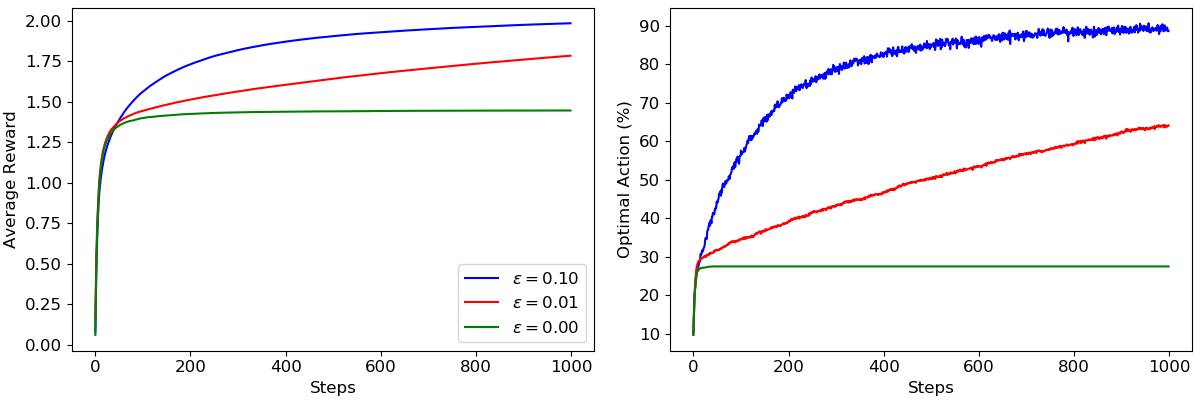 2.00
1.75
1.50
1.25
1.00
0.75
0.50
0.25
0.00
Average Reward
0 200 400 600 800 1000
Steps
ε = 0.10
ε = 0.01
ε = 0.00
90
80
70
60
50
40
30
20
10
Optimal Action (%)
0 200 400 600 800 1000
Steps